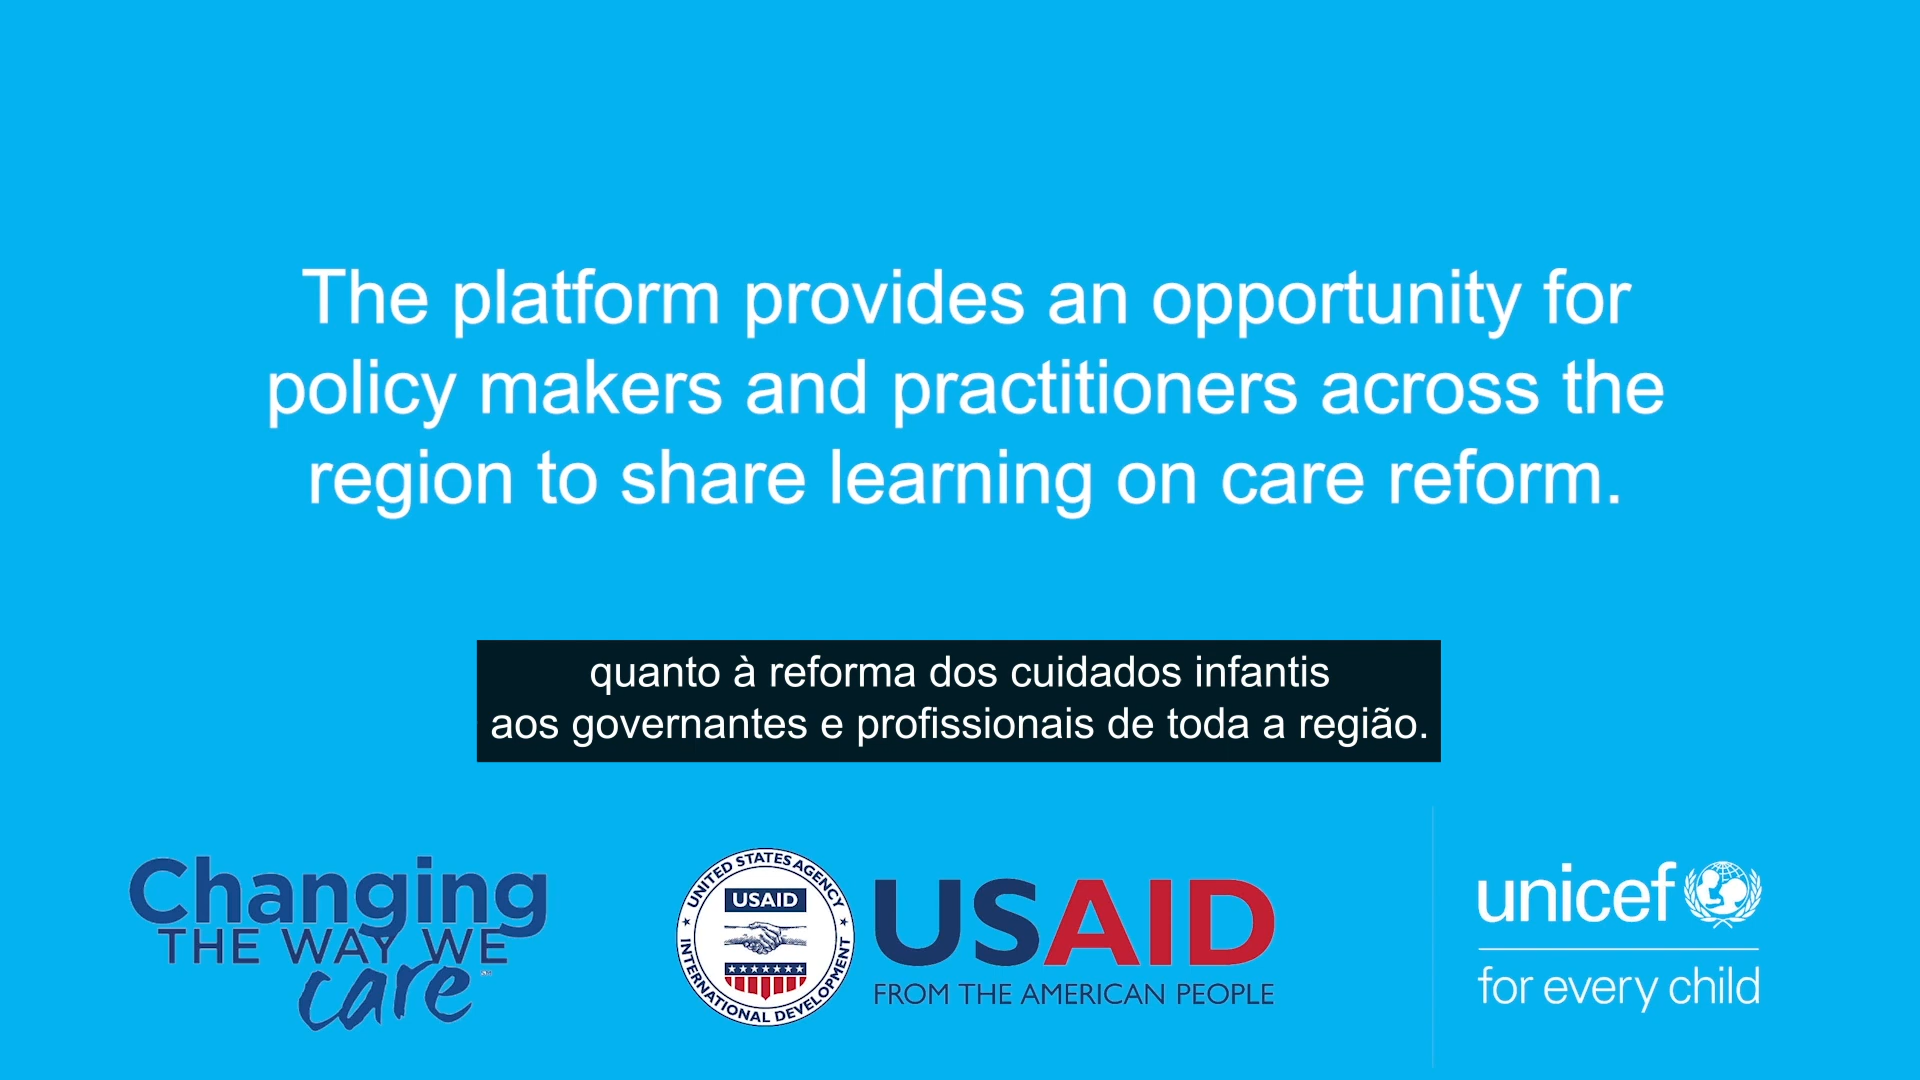 The platform provides an opportunity for
policy makers and practitioners across the
region to share learning on care reform.
quanto à reforma dos cuidados infantis
aos governantes e profissionais de toda a região.
Changing
THE WAY WE
care
UNITED STATES AGENCY
USAID
INTERNATIONAL DEVELOPMENT
USAID
FROM THE AMERICAN PEOPLE
unicef
for every child